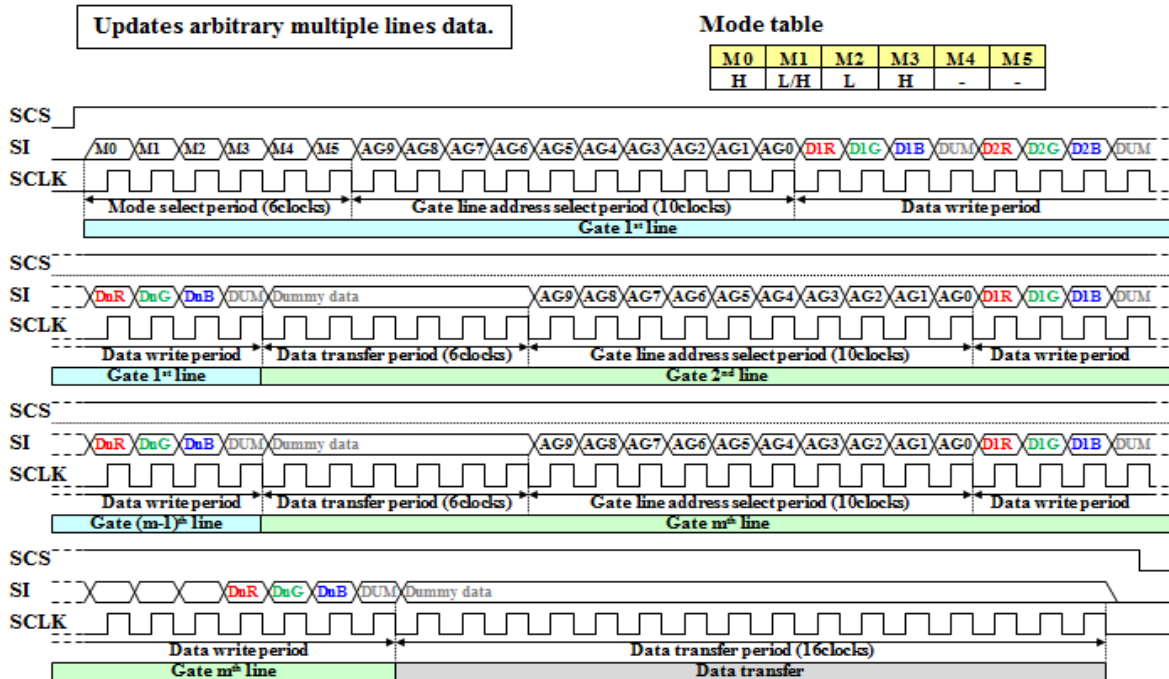 Updates arbitrary multiple lines data.
Mode table
M0 M1 M2 M3 M4 M5
H L/H L H - -
SCS
SI M0 M1 M2 M3 M4 M5 AG9 AG8 AG7 AG6 AG5 AG4 AG3 AG2 AG1 AG0 D1R D1G D1B DUM D2R D2G D2B DUM
SCLK
Mode select period (6clocks) Gate line address select period (10clocks) Data write period
Gate 1st line
SCS
SI DnR DnG DnB DUM Dummy data AG9 AG8 AG7 AG6 AG5 AG4 AG3 AG2 AG1 AG0 D1R D1G D1B DUM
SCLK
Data write period Data transfer period (6clocks) Gate line address select period (10clocks) Data write period
Gate 1st line Gate 2nd line
SCS
SI DnR DnG DnB DUM Dummy data AG9 AG8 AG7 AG6 AG5 AG4 AG3 AG2 AG1 AG0 D1R D1G D1B DUM
SCLK
Data write period Data transfer period (6clocks) Gate line address select period (10clocks) Data write period
Gate (m-1)th line Gate mth line
SCS
SI DnR DnG DnB DUM Dummy data
SCLK
Data write period Data transfer period (16clocks)
Gate mth line Data transfer